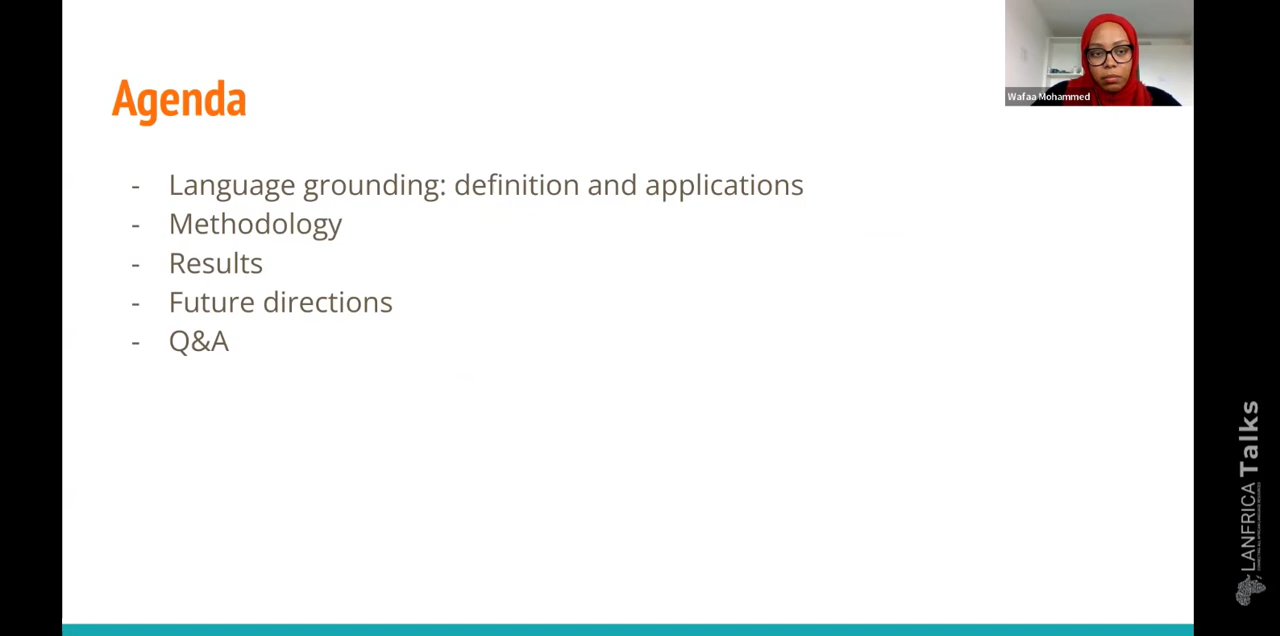 Agenda
Wafaa Mohammed
- Language grounding: definition and applications
- Methodology
- Results
- Future directions
- Q&A
LANFRICA Talks